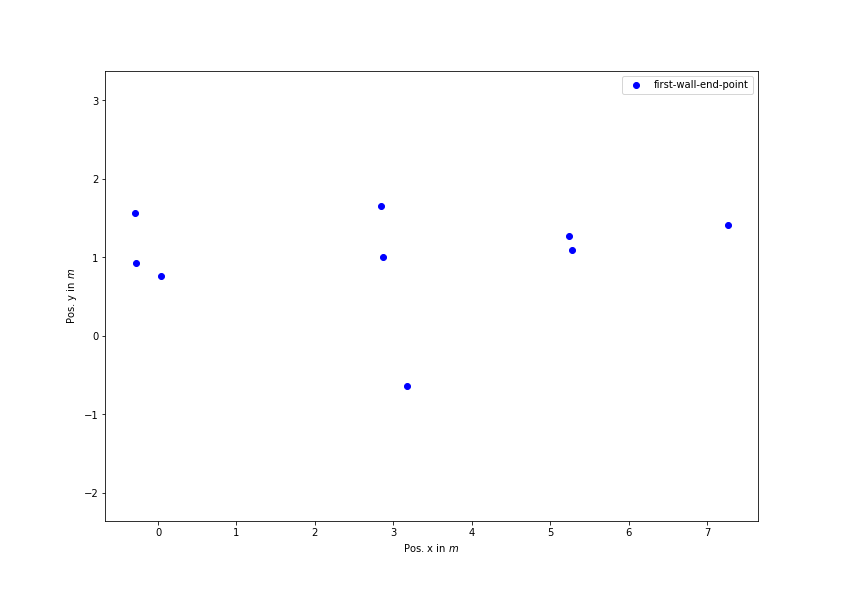 first-wall-end-point
3
2
1
0
−1
−2
Pos. y in m
0 1 2 3 4 5 6 7
Pos. x in m